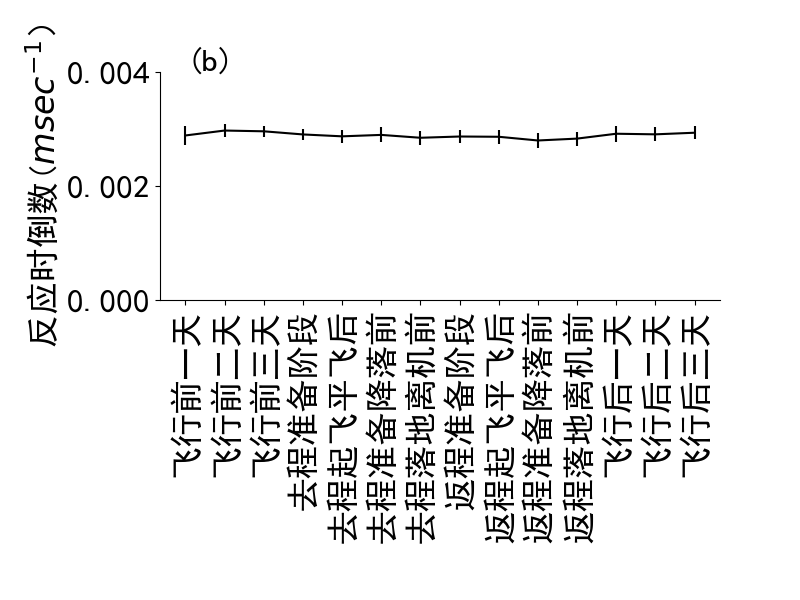 (b)
反应时倒数(msec⁻¹)
0.004
0.002
0.000
飞行前一天
飞行前二天
飞行前三天
去程准备阶段
去程起飞平飞后
去程准备降落前
去程落地离机前
返程准备阶段
返程起飞平飞后
返程准备降落前
返程落地离机前
飞行后一天
飞行后二天
飞行后三天